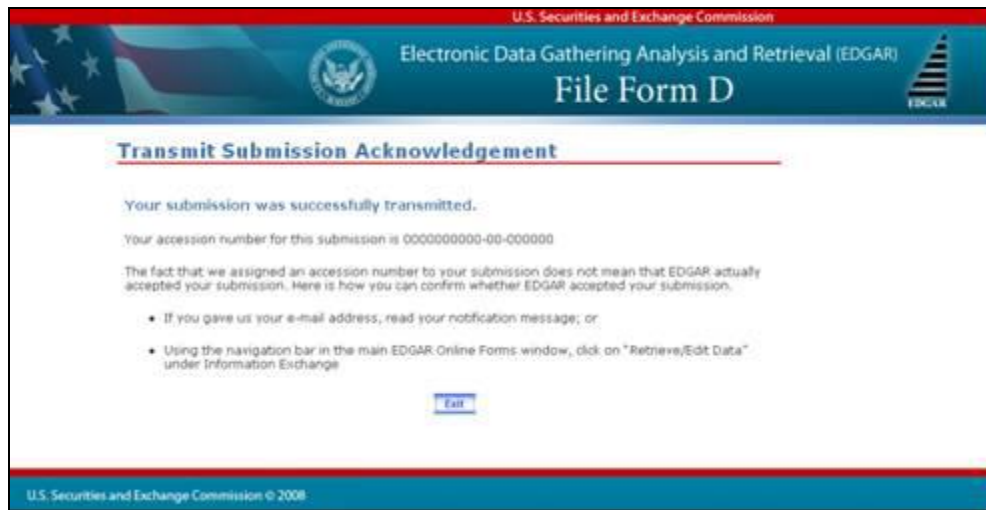 U.S. Securities and Exchange Commission
Electronic Data Gathering Analysis and Retrieval (EDGAR)
File Form D
EDGAR
Transmit Submission Acknowledgement
Your submission was successfully transmitted.
Your accession number for this submission is 0000000000-00-000000
The fact that we assigned an accession number to your submission does not mean that EDGAR actually
accepted your submission. Here is how you can confirm whether EDGAR accepted your submission.
• If you gave us your e-mail address, read your notification message; or
• Using the navigation bar in the main EDGAR Online Forms window, click on "Retrieve/Edit Data"
under Information Exchange
Exit
U.S. Securities and Exchange Commission © 2008